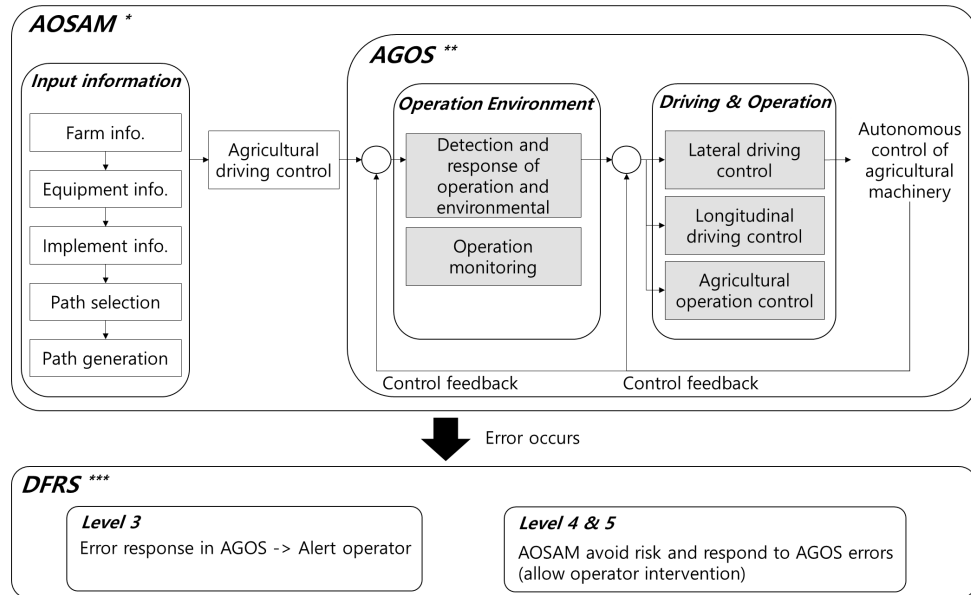 AOSAM *
Input information
Farm info.
Equipment info.
Implement info.
Path selection
Path generation
Agricultural
driving control
AGOS **
Operation Environment
Detection and
response of
operation and
environmental
Operation
monitoring
Driving & Operation
Lateral driving
control
Longitudinal
driving control
Agricultural
operation control
Autonomous
control of
agricultural
machinery
Control feedback
Control feedback
Error occurs
DFRS ***
Level 3
Error response in AGOS -> Alert operator
Level 4 & 5
AOSAM avoid risk and respond to AGOS errors
(allow operator intervention)